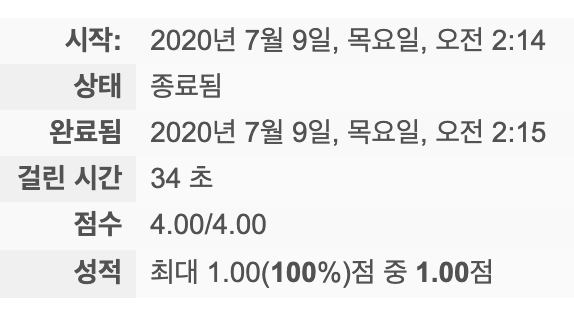 시작: 2020년 7월 9일, 목요일, 오전 2:14
상태 종료됨
완료됨 2020년 7월 9일, 목요일, 오전 2:15
걸린 시간 34 초
점수 4.00/4.00
성적 최대 1.00(100%)점 중 1.00점